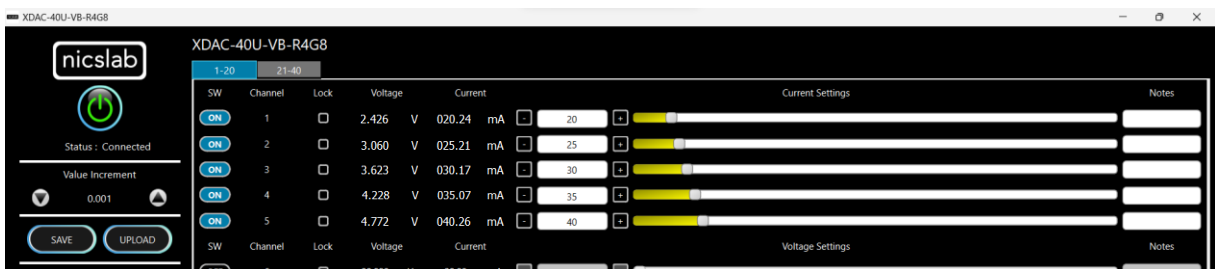 XDAC-40U-VB-R4G8
nicslab
Status : Connected
Value Increment
0.001
SAVE UPLOAD
XDAC-40U-VB-R4G8
1-20 21-40
SW Channel Lock Voltage Current Current Settings Notes
ON 1 2.426 V 020.24 mA - 20 +
ON 2 3.060 V 025.21 mA - 25 +
ON 3 3.623 V 030.17 mA - 30 +
ON 4 4.228 V 035.07 mA - 35 +
ON 5 4.772 V 040.26 mA - 40 +
SW Channel Lock Voltage Current Voltage Settings Notes